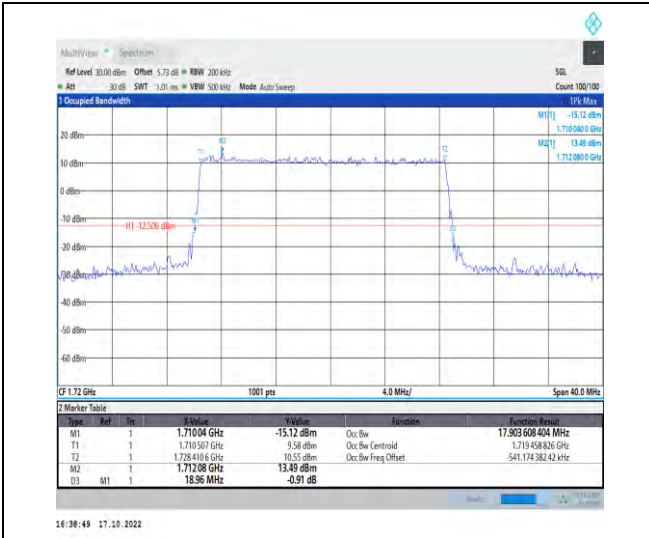 MultiView Spectrum
Ref Level 30.00 dBm Offset 5.73 dB RBW 200 kHz SGL
Att 30 dB SWT 1.01 ms VBW 500 kHz Mode Auto Sweep Count 100/100
1 Occupied Bandwidth 1Pk Max
M1[1] -15.12 dBm
1.710 040 0 GHz
M2[1] 13.49 dBm
1.712 080 0 GHz
20 dBm
M2
T1
T2
10 dBm
0 dBm
-10 dBm
M1
H1 -12.506 dBm
D3
-20 dBm
-30 dBm
-40 dBm
-50 dBm
-60 dBm
CF 1.72 GHz 1001 pts 4.0 MHz/ Span 40.0 MHz
2 Marker Table
Type Ref Trc X-Value Y-Value Function Function Result
M1 1 1.71004 GHz -15.12 dBm Occ Bw 17.903 608 404 MHz
T1 1 1.710 507 GHz 9.58 dBm Occ Bw Centroid 1.719 458 826 GHz
T2 1 1.728 410 6 GHz 10.55 dBm Occ Bw Freq Offset -541.174 382 42 kHz
M2 1 1.712 08 GHz 13.49 dBm
D3 M1 1 18.96 MHz -0.91 dB
16:38:49 17.10.2022